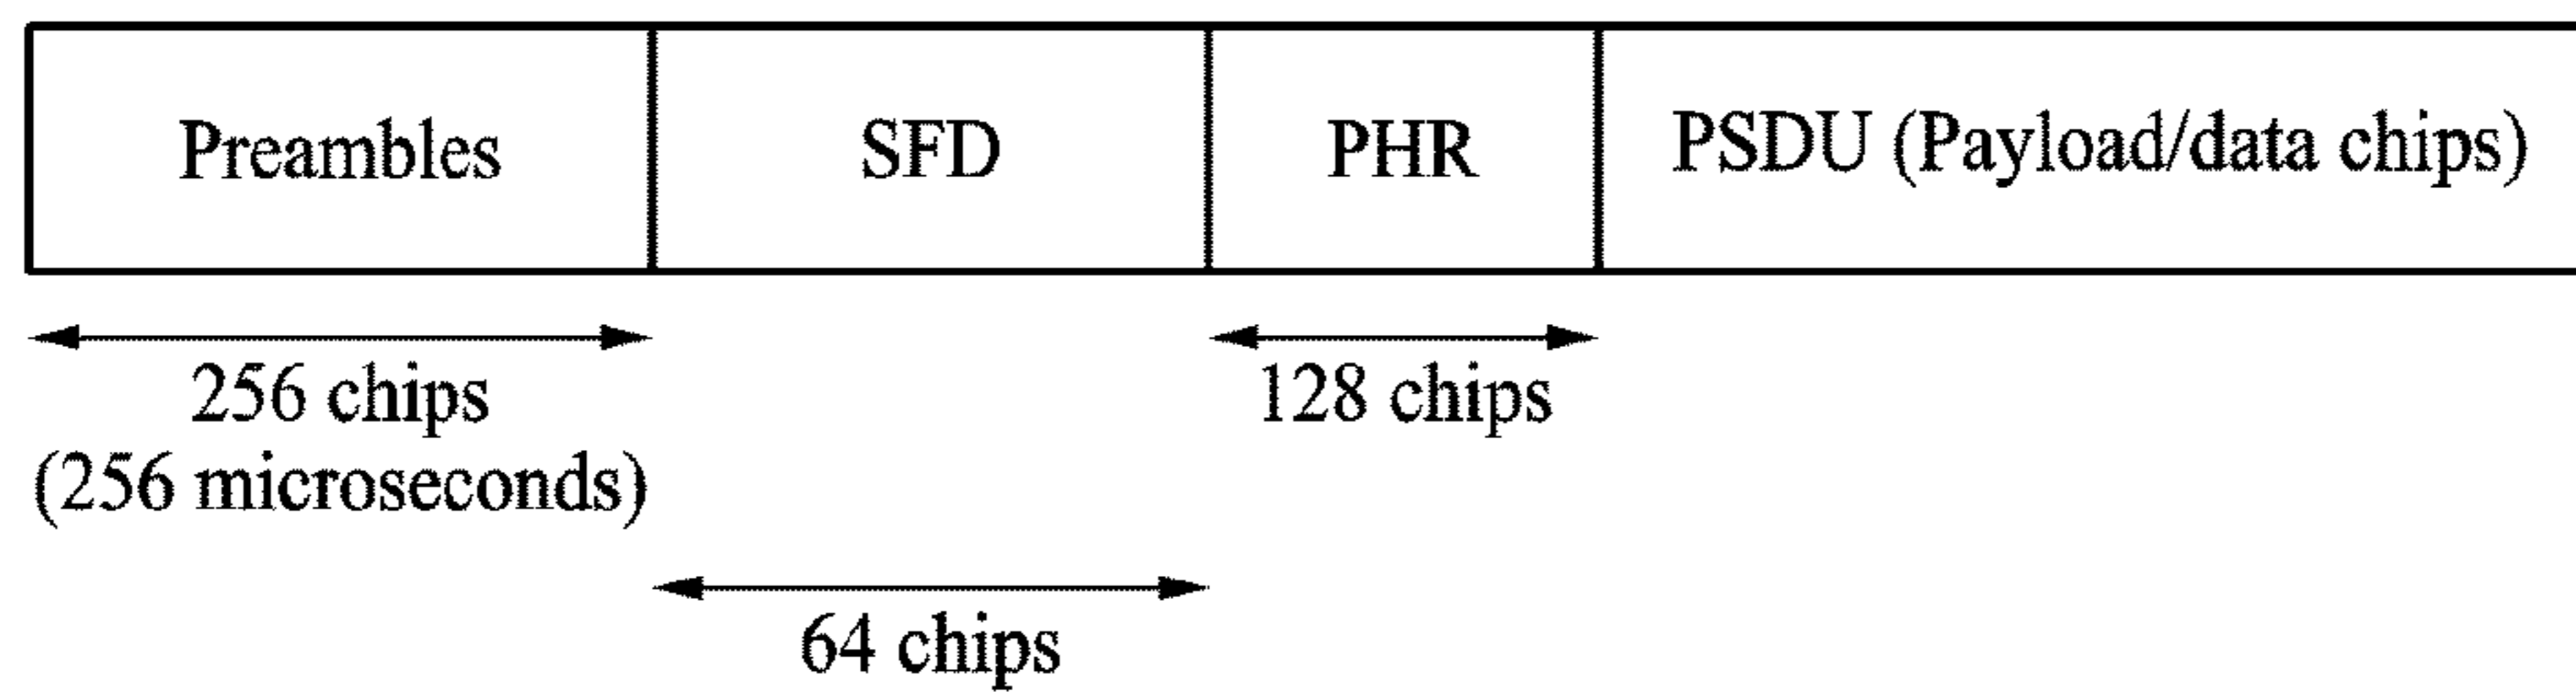 Preambles
SFD
PHR
PSDU (Payload/data chips)
256 chips
(256 microseconds)
128 chips
64 chips